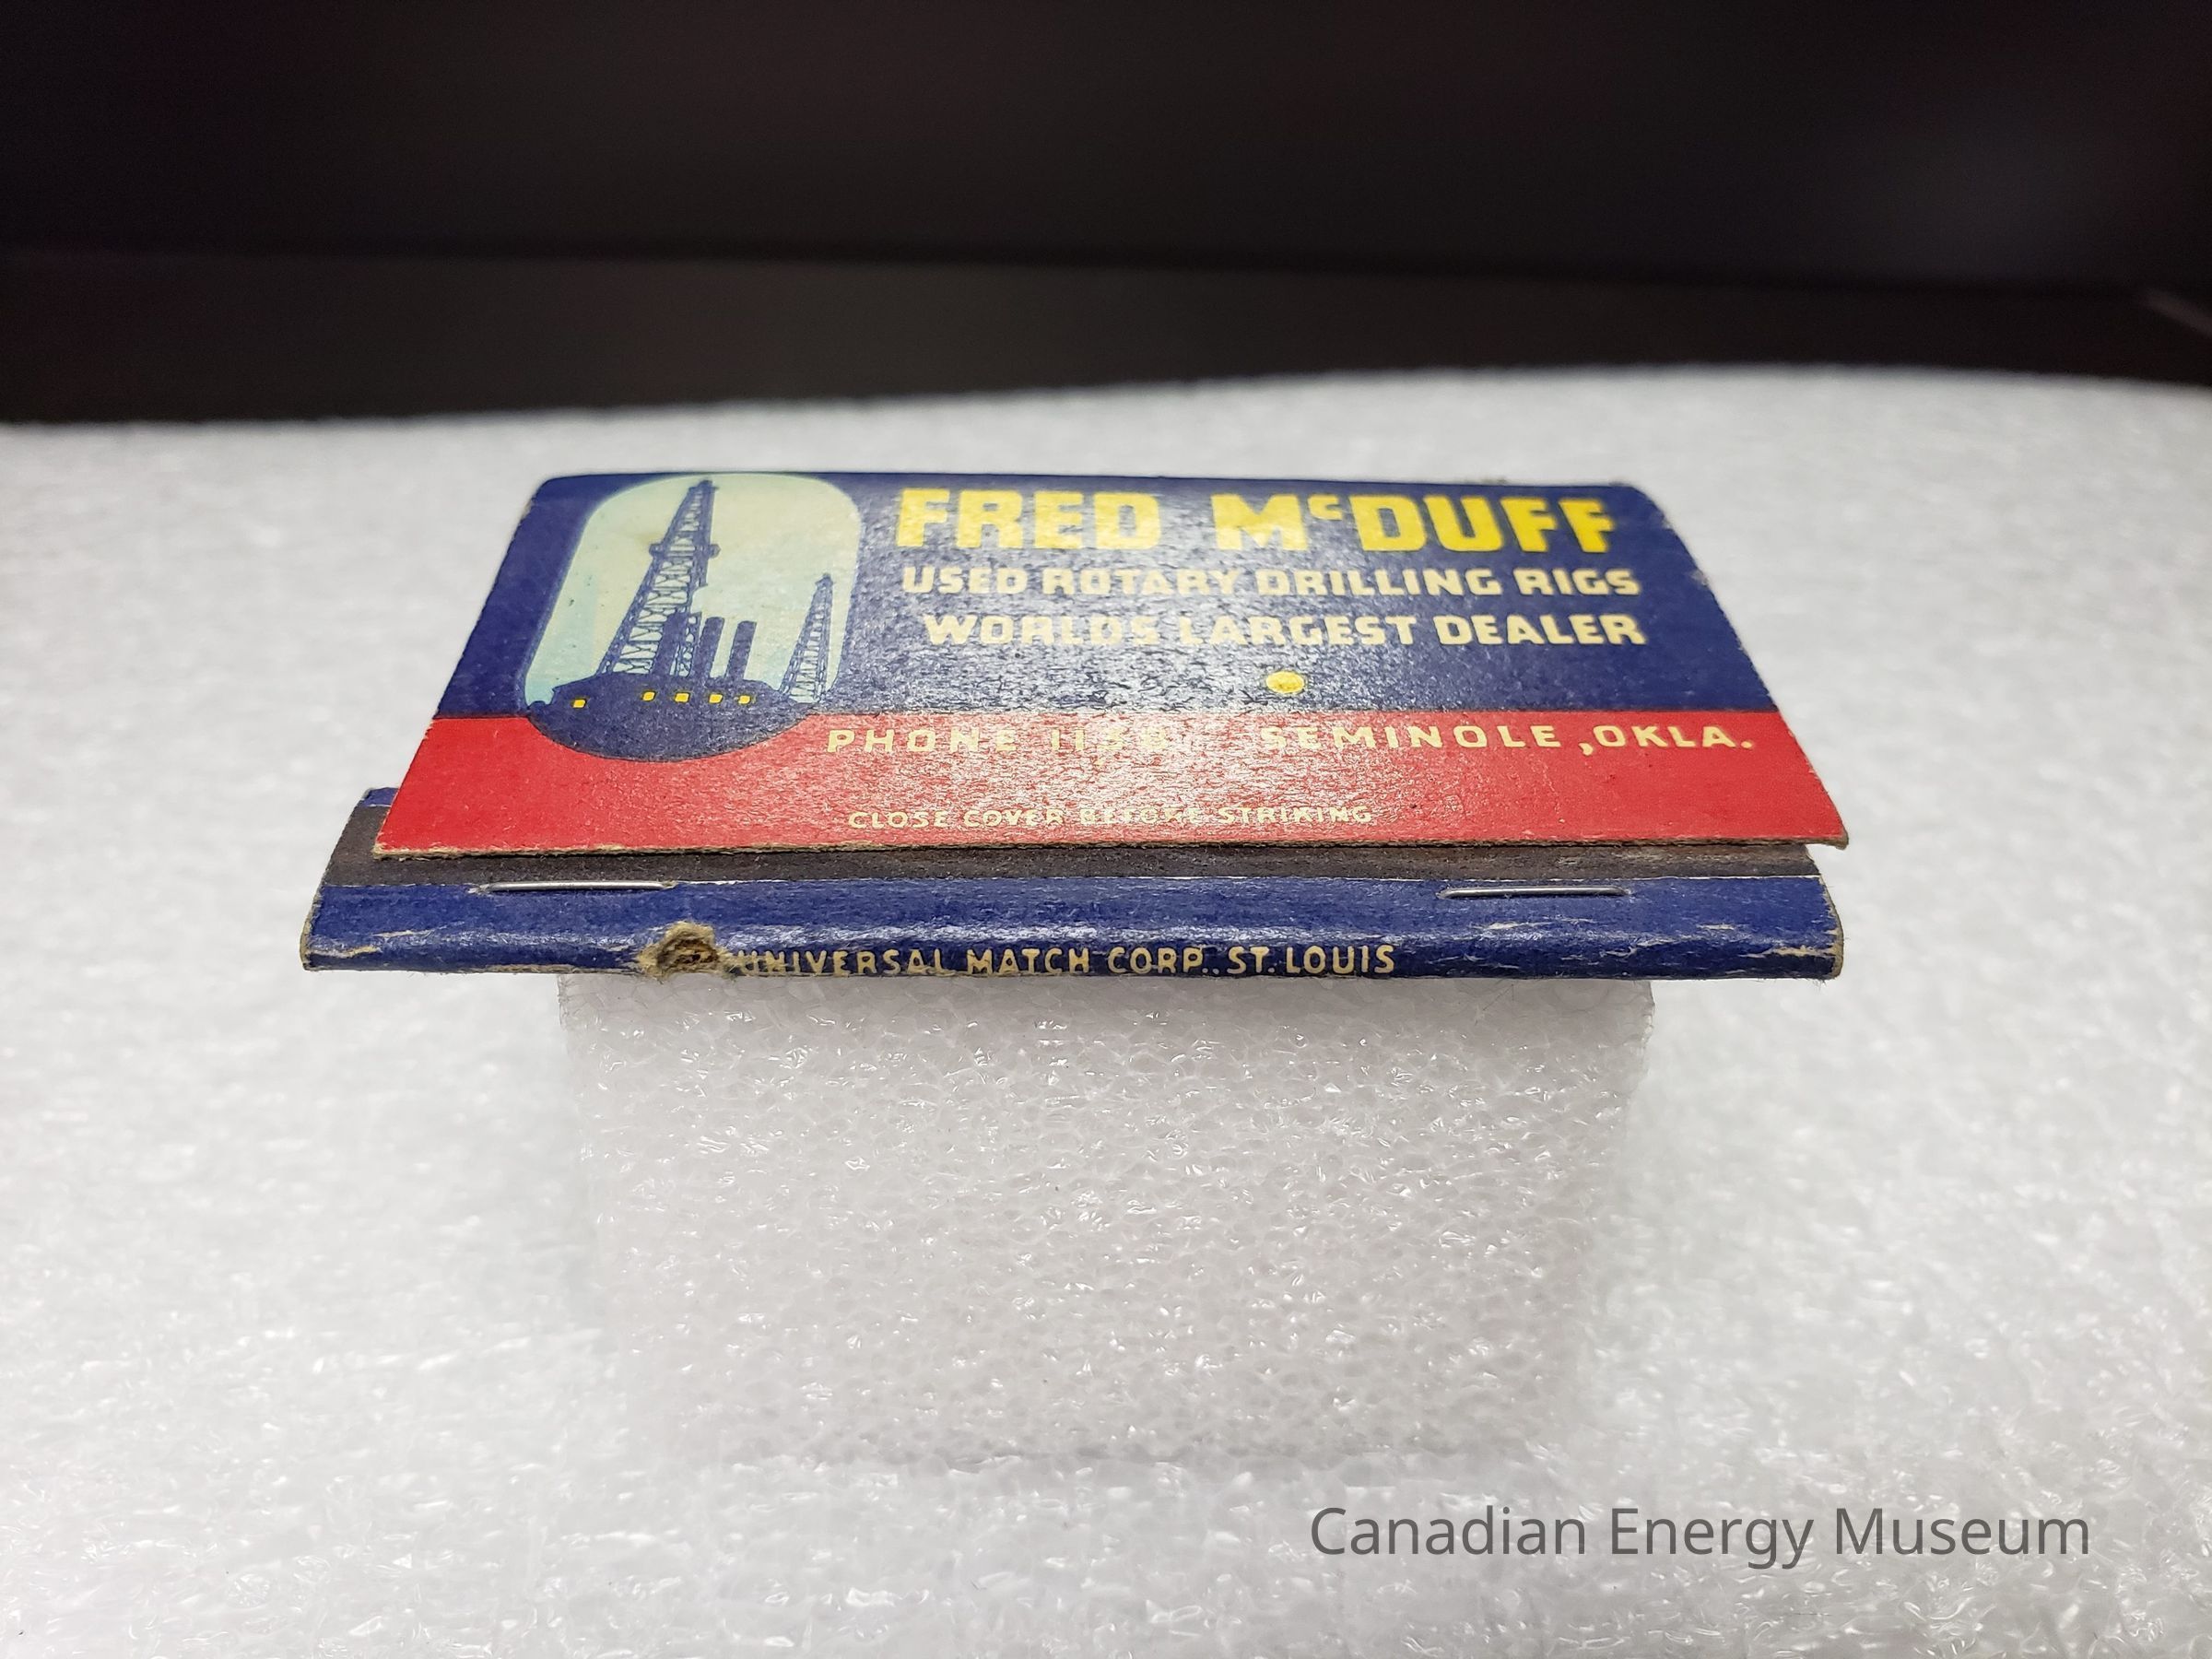 FRED McDUFF
USED ROTARY DRILLING RIGS
WORLDS LARGEST DEALER
PHONE SEMINOLE, OKLA.
CLOSE COVER BEFORE STRIKING
UNIVERSAL MATCH CORP., ST. LOUIS
Canadian Energy Museum